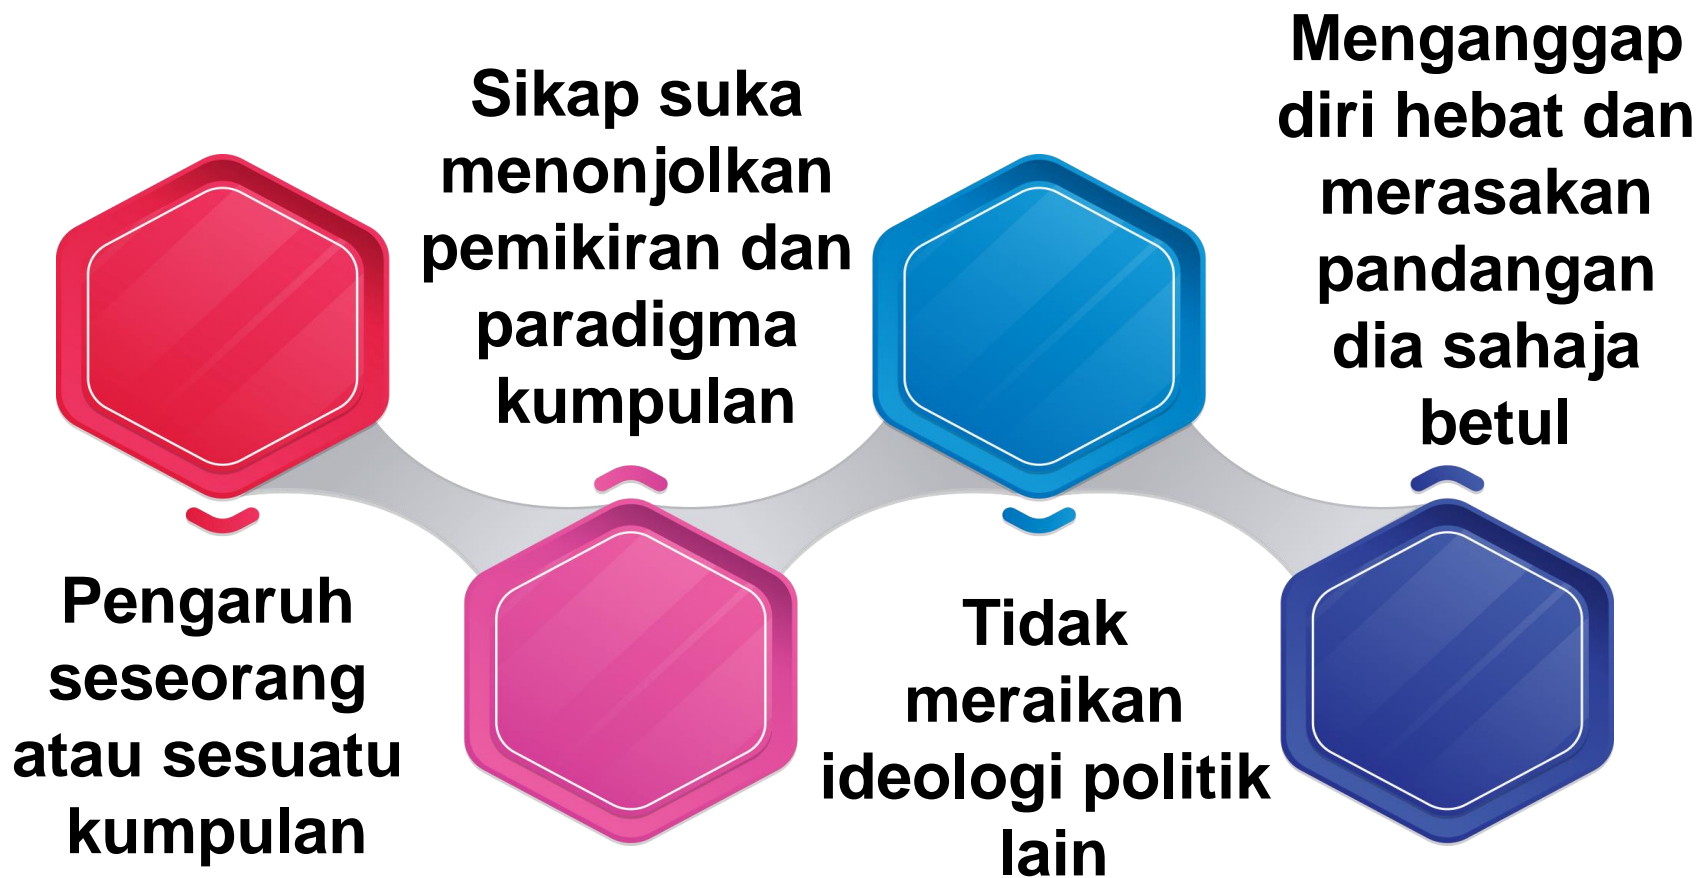 Pengaruh
seseorang
atau sesuatu
kumpulan
Sikap suka
menonjolkan
pemikiran dan
paradigma
kumpulan
Tidak
meraikan
ideologi politik
lain
Menganggap
diri hebat dan
merasakan
pandangan
dia sahaja
betul